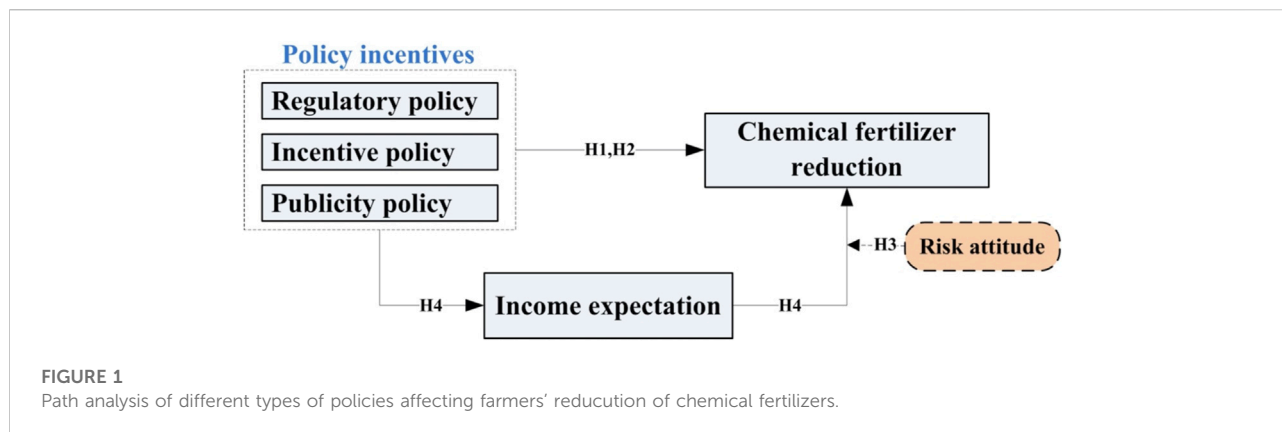 Policy incentives
Regulatory policy
Incentive policy
Publicity policy
H1,H2
Chemical fertilizer
reduction
H3
Risk attitude
H4
Income expectation
H4
FIGURE 1
Path analysis of different types of policies affecting farmers' reducution of chemical fertilizers.